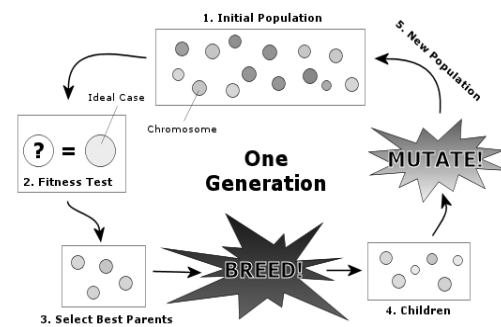 1. Initial Population
5. New Population
Ideal Case
Chromosome
? =
2. Fitness Test
One
Generation
MUTATE!
BREED!
3. Select Best Parents
4. Children